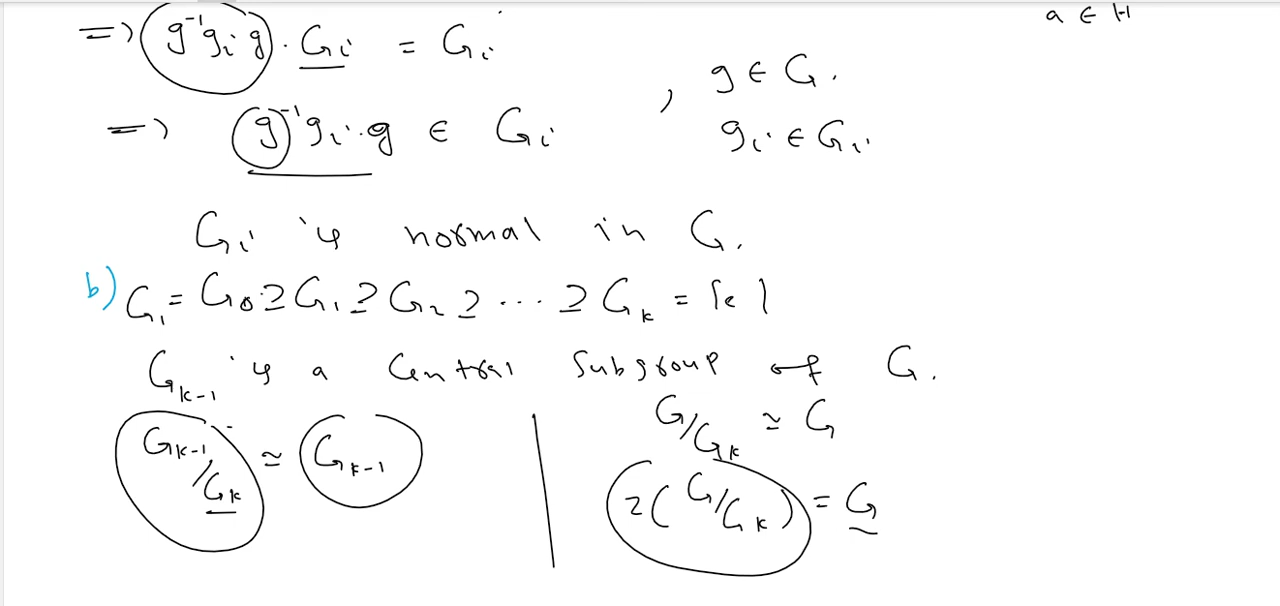 a ∈ H
=> g⁻¹gᵢg · Gᵢ = Gᵢ
, g ∈ G.
=> g⁻¹gᵢ·g ∈ Gᵢ
gᵢ ∈ Gᵢ
Gᵢ is normal in G.
b) G₁ = G₀ ⊇ G₁ ⊇ G₂ ⊇ ... ⊇ Gₖ = {e}
Gₖ₋₁ is a Central Subgroup of G.
Gₖ₋₁/Gₖ ≃ Gₖ₋₁
G/Gₖ ≃ G
Z(G/Gₖ) = G